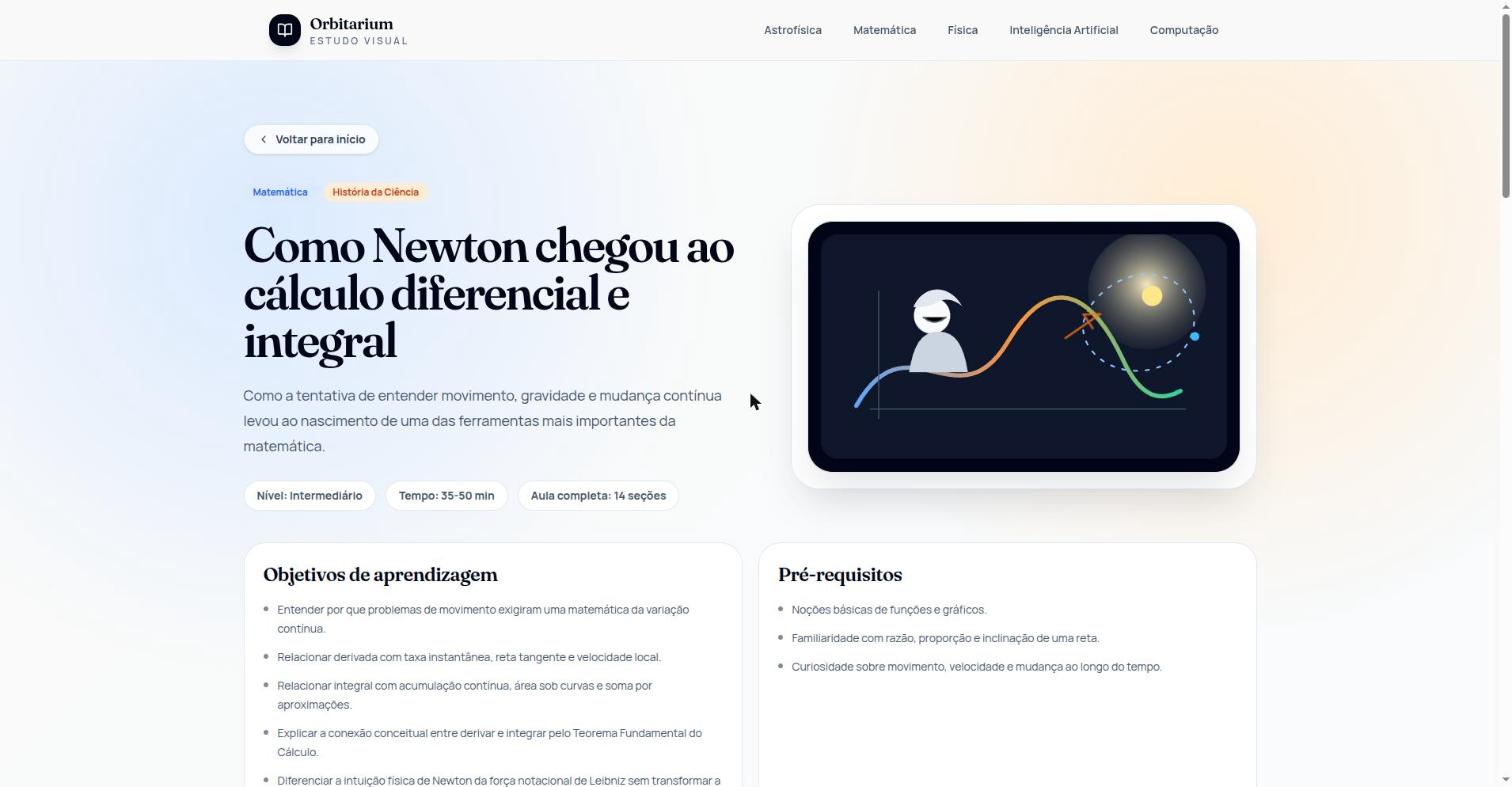 Orbitarium
ESTUDO VISUAL
Astrofísica
Matemática
Física
Inteligência Artificial
Computação
Voltar para início
Matemática
História da Ciência
Como Newton chegou ao
cálculo diferencial e
integral
Como a tentativa de entender movimento, gravidade e mudança contínua
levou ao nascimento de uma das ferramentas mais importantes da
matemática.
Nível: Intermediário
Tempo: 35-50 min
Aula completa: 14 seções
Objetivos de aprendizagem
Entender por que problemas de movimento exigiram uma matemática da variação
contínua.
Relacionar derivada com taxa instantânea, reta tangente e velocidade local.
Relacionar integral com acumulação contínua, área sob curvas e soma por
aproximações.
Explicar a conexão conceitual entre derivar e integrar pelo Teorema Fundamental do
Cálculo.
Diferenciar a intuição física de Newton da força notacional de Leibniz sem transformar a
Pré-requisitos
Noções básicas de funções e gráficos.
Familiaridade com razão, proporção e inclinação de uma reta.
Curiosidade sobre movimento, velocidade e mudança ao longo do tempo.